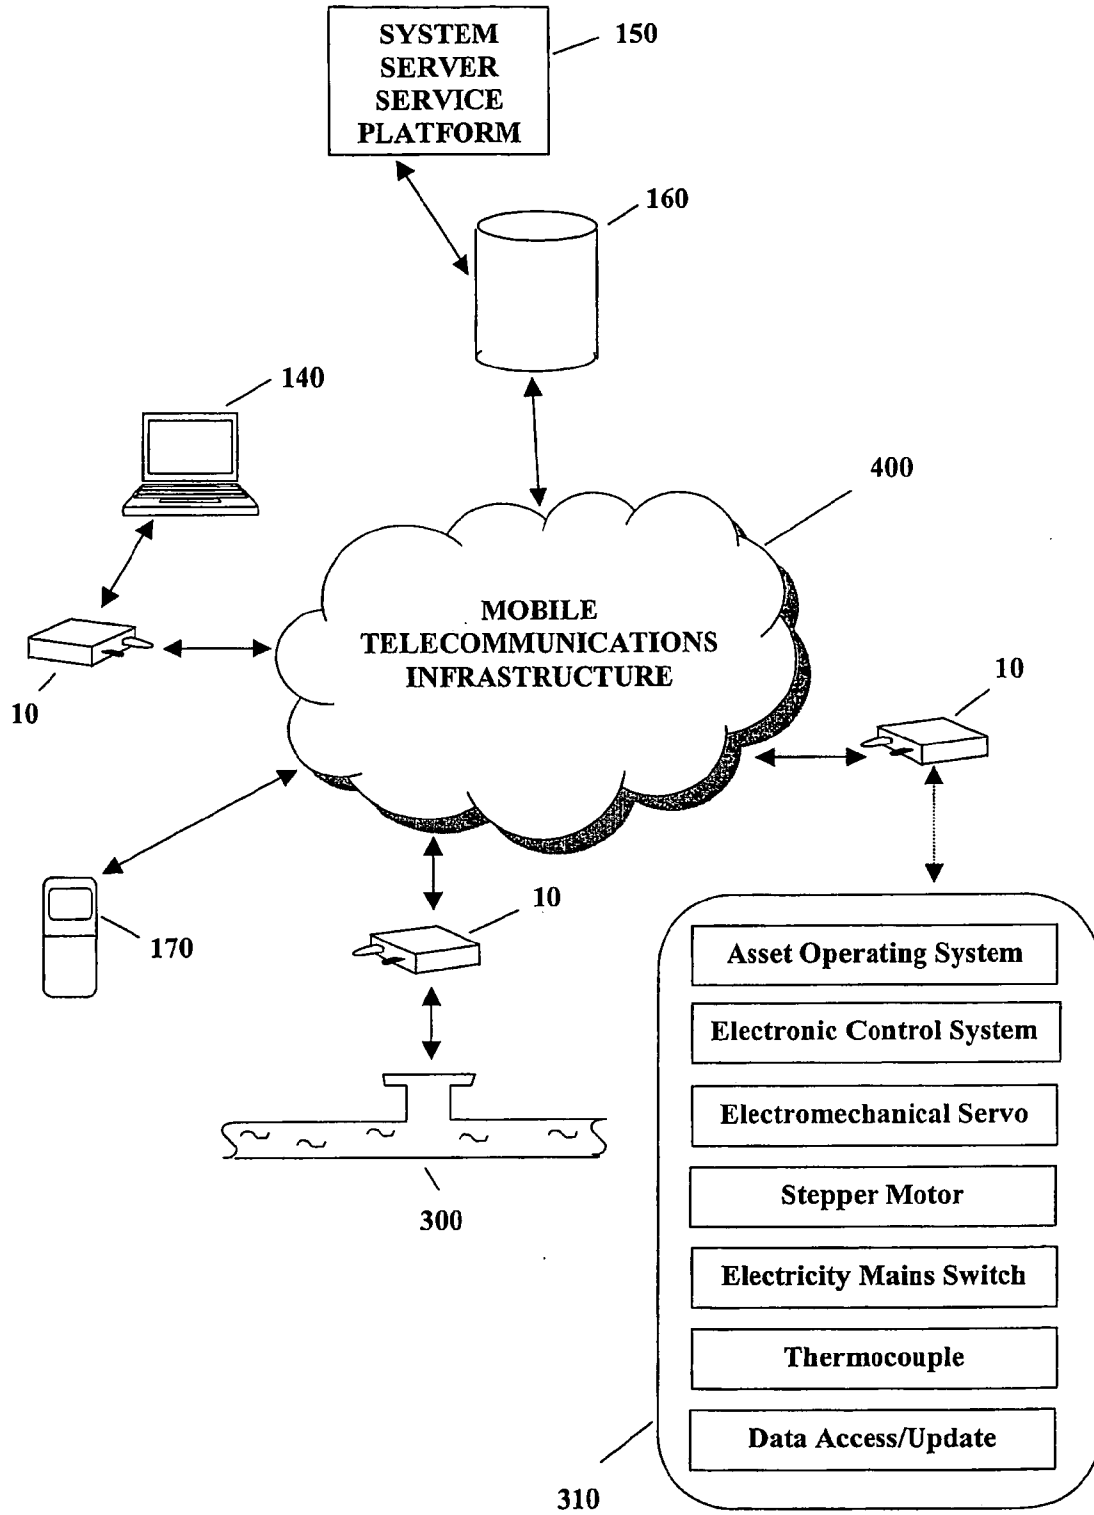 SYSTEM
SERVER
SERVICE
PLATFORM
150
160
140
400
MOBILE
TELECOMMUNICATIONS
INFRASTRUCTURE
10
10
10
170
300
Asset Operating System
Electronic Control System
Electromechanical Servo
Stepper Motor
Electricity Mains Switch
Thermocouple
Data Access/Update
310